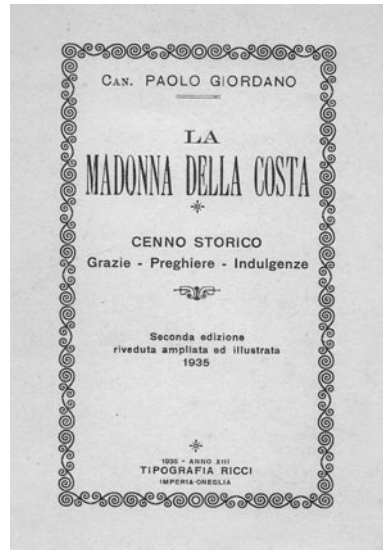 CAN. PAOLO GIORDANO
LA
MADONNA DELLA COSTA
CENNO STORICO
Grazie - Preghiere - Indulgenze
Seconda edizione
riveduta ampliata ed illustrata
1935
1935 - ANNO XIII
TIPOGRAFIA RICCI
IMPERIA-ONEGLIA